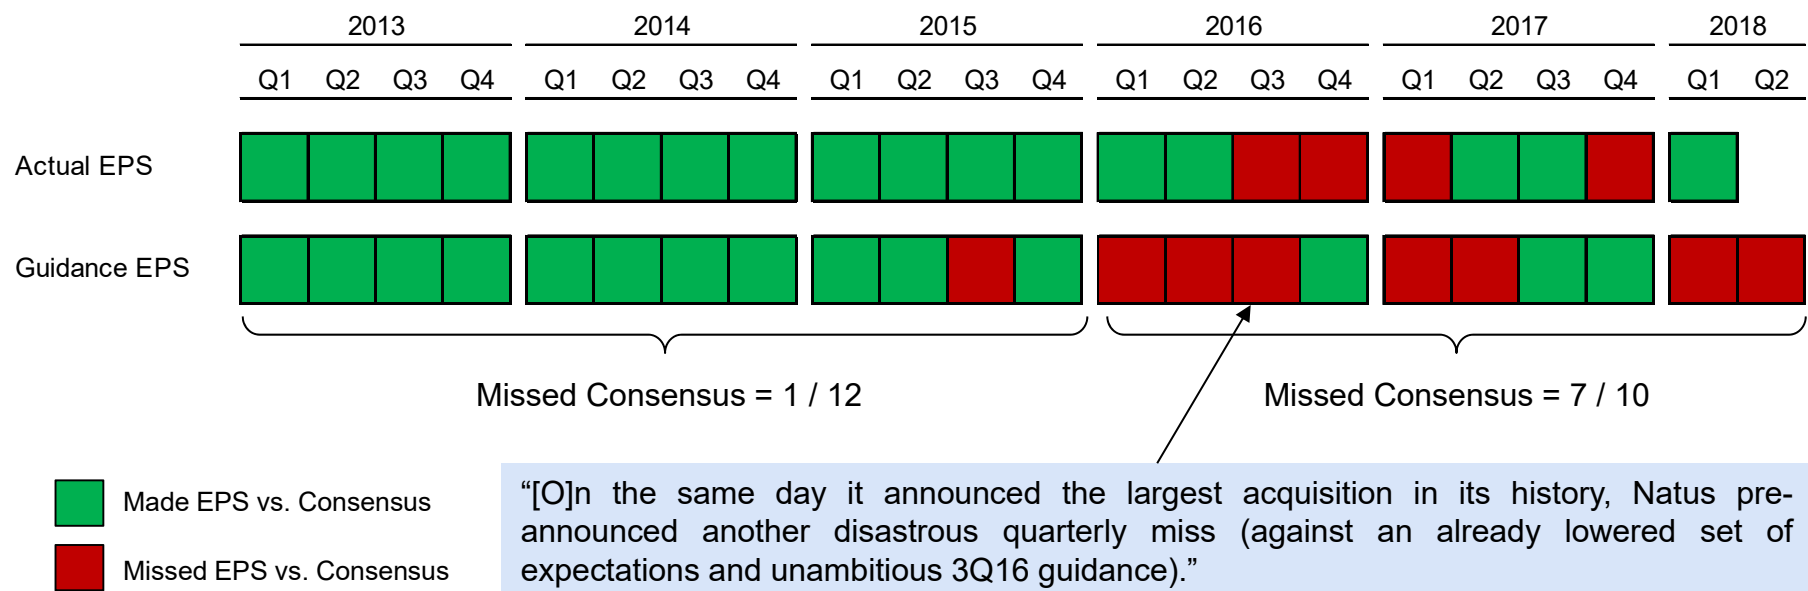 2013 2014 2015 2016 2017 2018
Q1 Q2 Q3 Q4 Q1 Q2 Q3 Q4 Q1 Q2 Q3 Q4 Q1 Q2 Q3 Q4 Q1 Q2 Q3 Q4 Q1 Q2
Actual EPS
Guidance EPS
Missed Consensus = 1 / 12 Missed Consensus = 7 / 10
Made EPS vs. Consensus
Missed EPS vs. Consensus
“[O]n the same day it announced the largest acquisition in its history, Natus pre-
announced another disastrous quarterly miss (against an already lowered set of
expectations and unambitious 3Q16 guidance).”